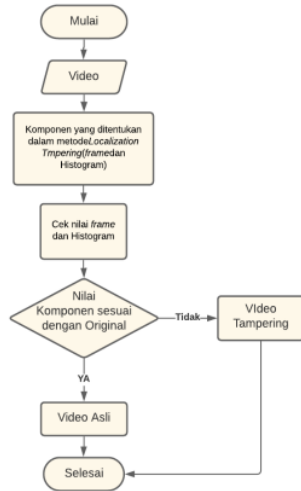 Mulai
Video
Komponen yang ditentukan
dalam metodeLocalization
Tmpering(framedan
Histogram)
Cek nilai frame
dan Histogram
Nilai
Komponen sesuai
dengan Original
Tidak
VIdeo
Tampering
YA
Video Asli
Selesai